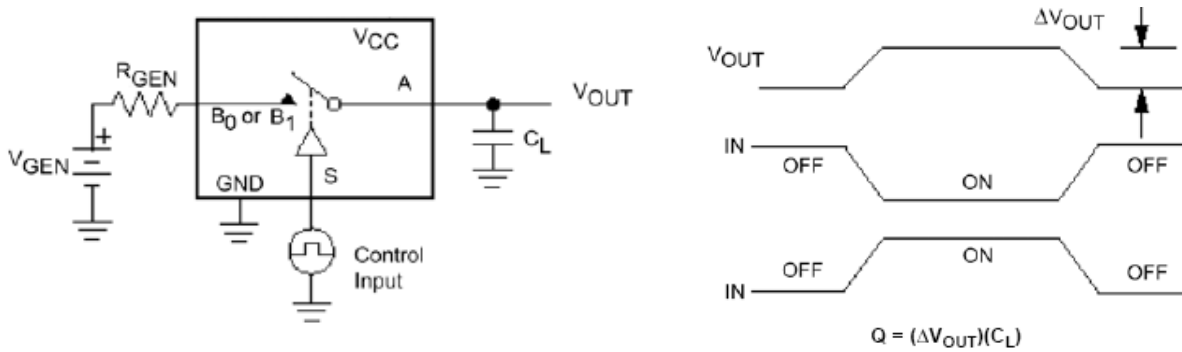 VCC
RGEN
A
VOUT
B0 or B1
CL
VGEN
+
GND
S
Control
Input
ΔVOUT
VOUT
IN
OFF
ON
OFF
IN
OFF
ON
OFF
Q = (ΔVOUT)(CL)